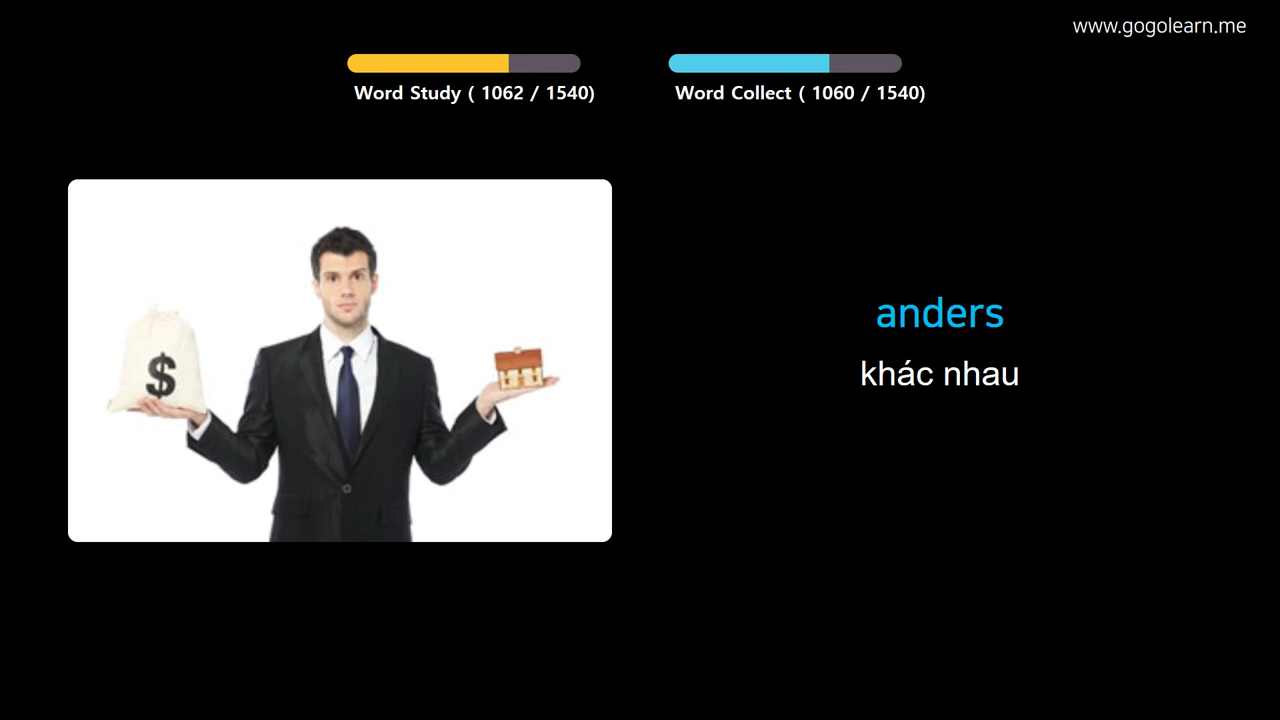 www.gogolearn.me
Word Study ( 1062 / 1540)
Word Collect ( 1060 / 1540)
$
anders
khác nhau